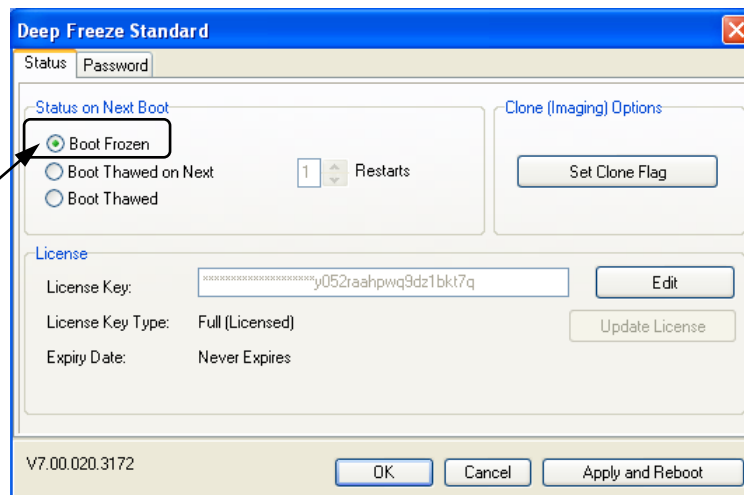 Deep Freeze Standard
Status Password
Status on Next Boot
Boot Frozen
Boot Thawed on Next 1 Restarts
Boot Thawed
Clone (Imaging) Options
Set Clone Flag
License
License Key: ********************y052raahpwq9dz1bkt7q Edit
License Key Type: Full (Licensed) Update License
Expiry Date: Never Expires
V7.00.020.3172 OK Cancel Apply and Reboot